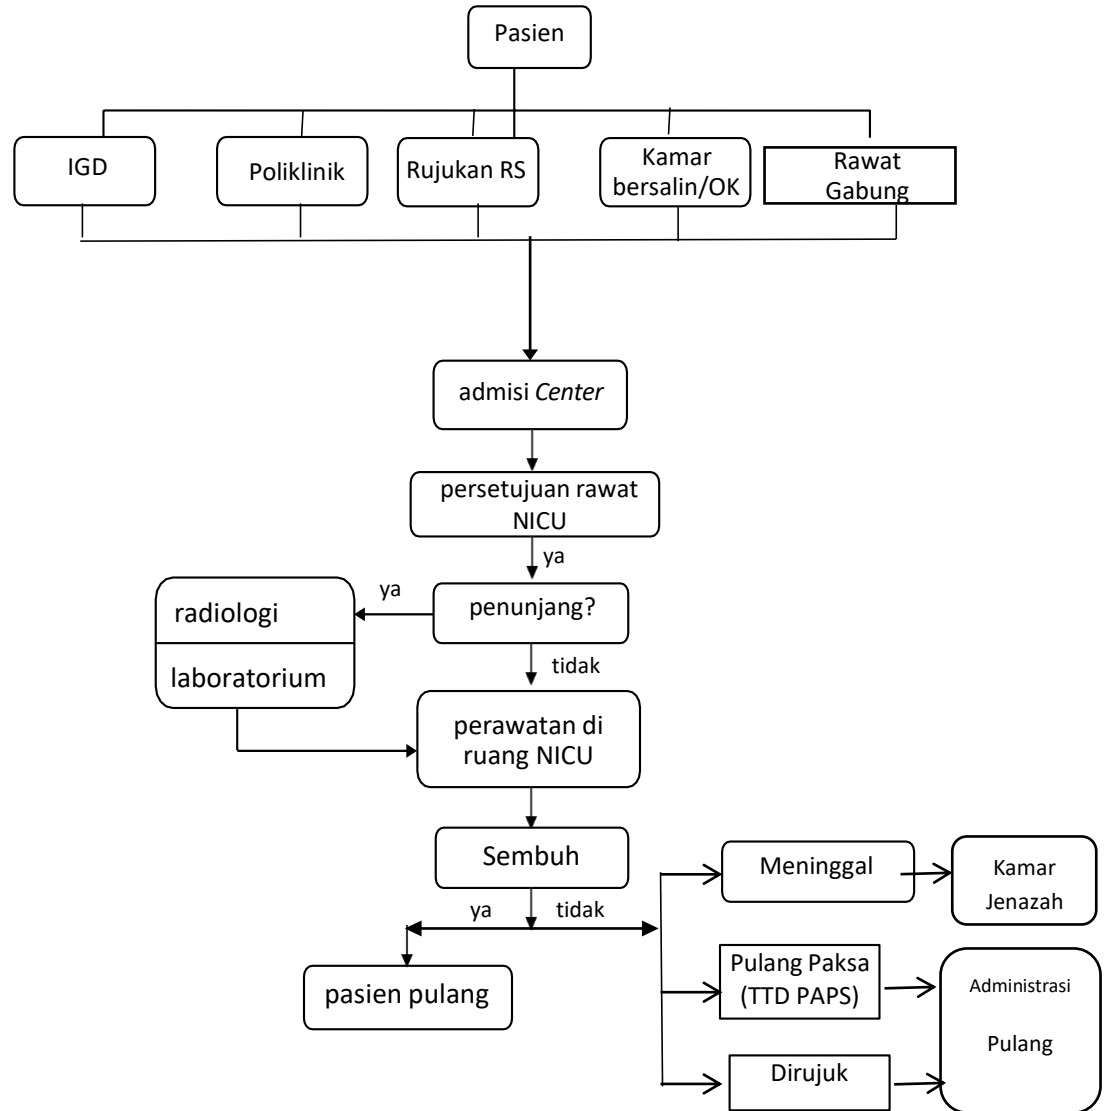 Pasien
IGD
Poliklinik
Rujukan RS
Kamar
bersalin/OK
Rawat
Gabung
admisi Center
persetujuan rawat
NICU
ya
ya
penunjang?
radiologi
laboratorium
tidak
perawatan di
ruang NICU
Sembuh
ya
tidak
pasien pulang
Meninggal
Kamar
Jenazah
Pulang Paksa
(TTD PAPS)
Administrasi
Pulang
Dirujuk